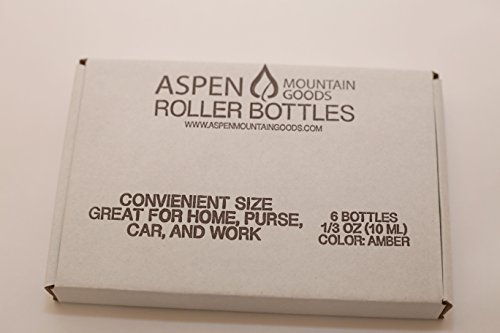 ASPEN MOUNTAIN GOODS
ROLLER BOTTLES
WWW.ASPENMOUNTAINGOODS.COM
CONVIENIENT SIZE
GREAT FOR HOME, PURSE,
CAR, AND WORK
6 BOTTLES
1/3 OZ (10 ML)
COLOR: AMBER